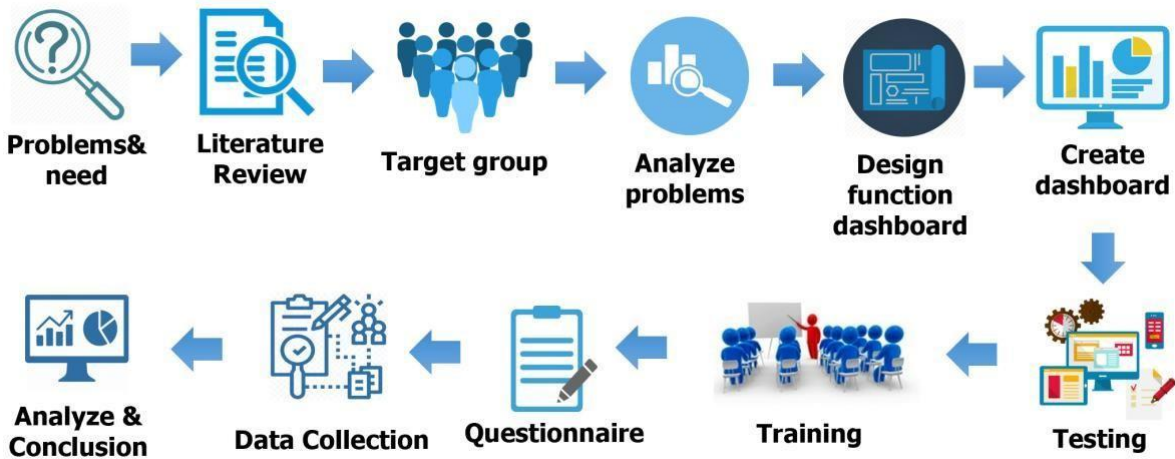 Problems&
need
Literature
Review
Target group
Analyze
problems
Design
function
dashboard
Create
dashboard
Testing
Training
Questionnaire
Data Collection
Analyze &
Conclusion